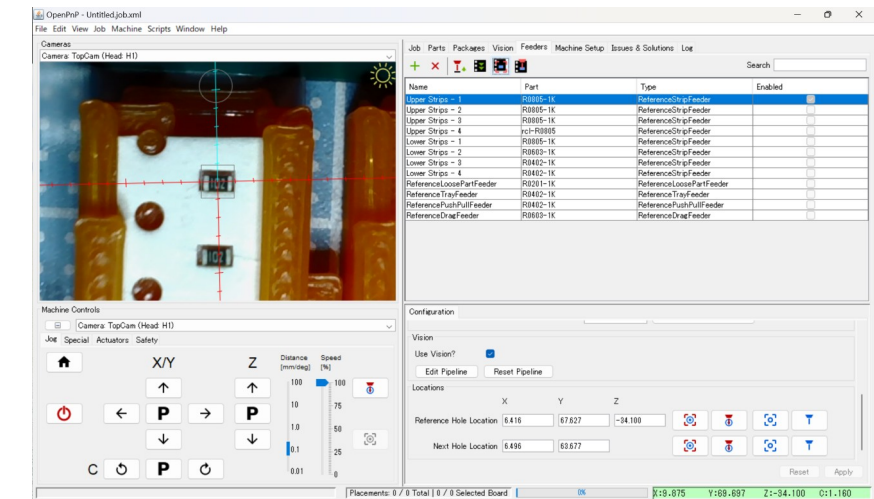 OpenPnP - Untitled.job.xml
File Edit View Job Machine Scripts Window Help
Cameras
Camera: TopCam (Head: H1)
102
102
Machine Controls
Camera: TopCam (Head: H1)
Jog Special Actuators Safety
X/Y
Z
Distance [mm/deg]
Speed [%]
100
100
10
75
1.0
50
0.1
25
0.01
0
P
P
C
P
Job Parts Packages Vision Feeders Machine Setup Issues & Solutions Log
Search
Name Part Type Enabled
Upper Strips - 1 R0805-1K ReferenceStripFeeder
Upper Strips - 2 R0805-1K ReferenceStripFeeder
Upper Strips - 3 R0805-1K ReferenceStripFeeder
Upper Strips - 4 rcl-R0805 ReferenceStripFeeder
Lower Strips - 1 R0805-1K ReferenceStripFeeder
Lower Strips - 2 R0603-1K ReferenceStripFeeder
Lower Strips - 3 R0402-1K ReferenceStripFeeder
Lower Strips - 4 R0402-1K ReferenceStripFeeder
ReferenceLoosePartFeeder R0201-1K ReferenceLoosePartFeeder
ReferenceTrayFeeder R0402-1K ReferenceTrayFeeder
ReferencePushPullFeeder R0402-1K ReferencePushPullFeeder
ReferenceDragFeeder R0603-1K ReferenceDragFeeder
Configuration
Vision
Use Vision?
Edit Pipeline Reset Pipeline
Locations
X Y Z
Reference Hole Location 6.416 67.627 -34.100
Next Hole Location 6.496 63.677
Reset Apply
Placements: 0 / 0 Total | 0 / 0 Selected Board 0% X:9.875 Y:69.697 Z:-34.100 C:1.160